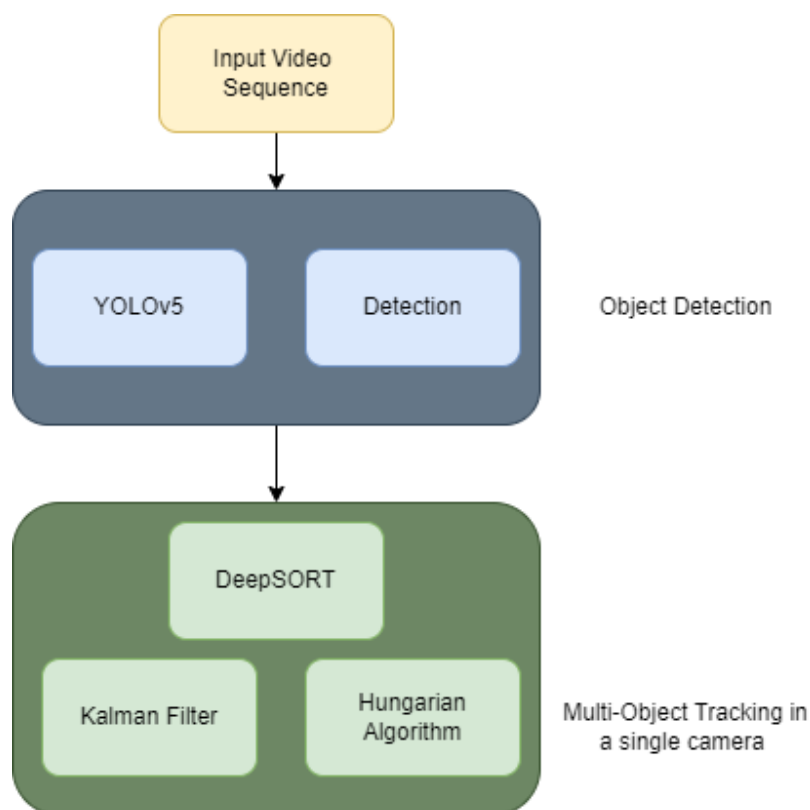 Input Video
Sequence
YOLOv5
Detection
Object Detection
DeepSORT
Kalman Filter
Hungarian
Algorithm
Multi-Object Tracking in
a single camera